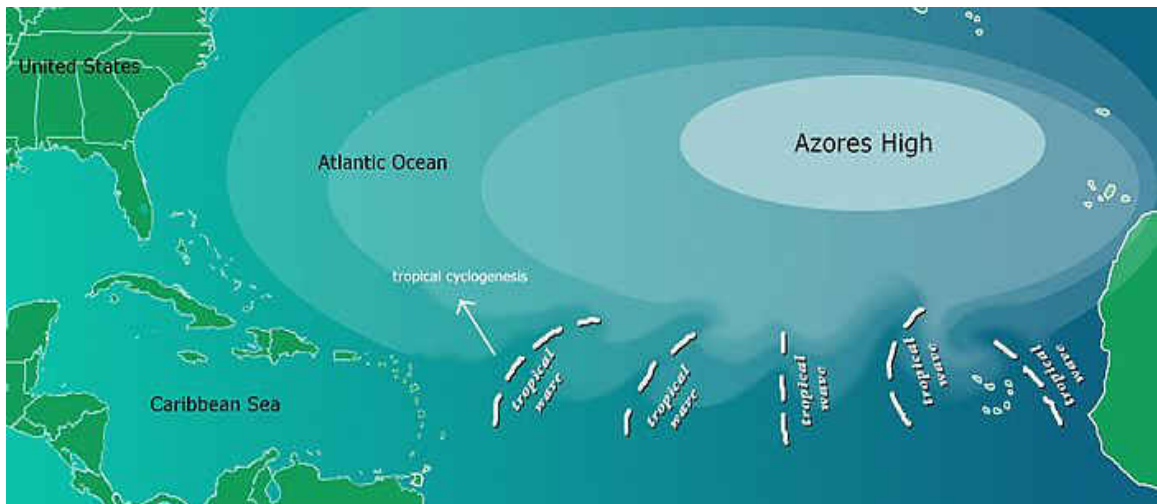 United States
Azores High
Atlantic Ocean
tropical cyclogenesis
Caribbean Sea
tropical
wave
tropical
wave
tropical
wave
tropical
wave
tropical
wave